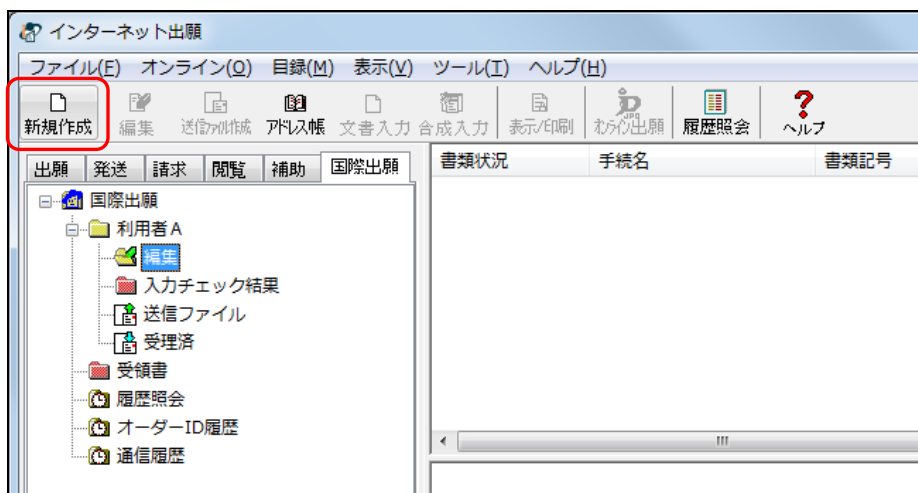 インターネット出願
ファイル(F) オンライン(O) 目録(M) 表示(V) ツール(T) ヘルプ(H)
新規作成 編集 送信ファイル作成 アドレス帳 文書入力 合成入力 表示/印刷 オンライン出願 履歴照会 ヘルプ
出願 発送 請求 閲覧 補助 国際出願
書類状況 手続名 書類記号
国際出願
利用者A
編集
入力チェック結果
送信ファイル
受理済
受領書
履歴照会
オーダーID履歴
通信履歴